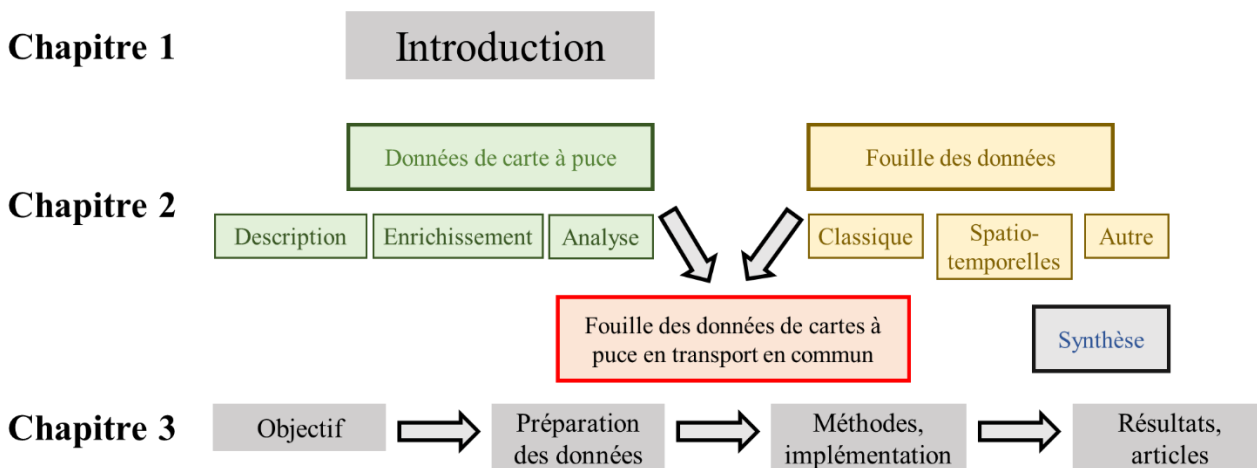 Chapitre 1
Introduction
Données de carte à puce
Fouille des données
Chapitre 2
Description
Enrichissement
Analyse
Classique
Spatio-
temporelles
Autre
Fouille des données de cartes à
puce en transport en commun
Synthèse
Chapitre 3
Objectif
Préparation
des données
Méthodes,
implémentation
Résultats,
articles